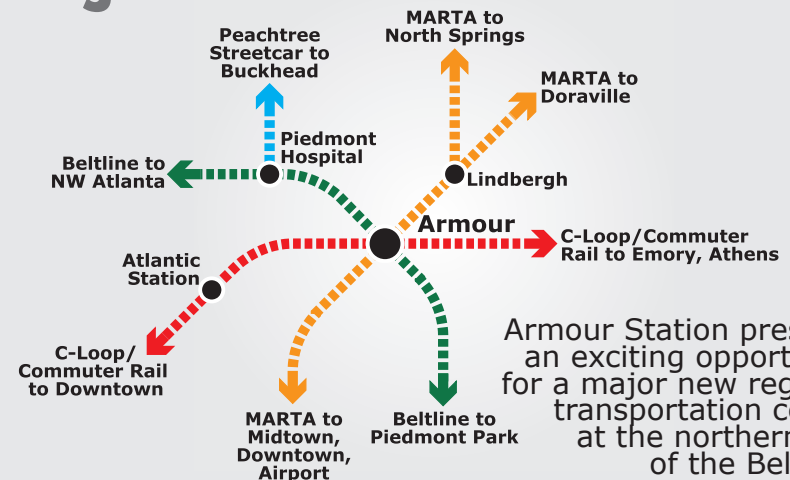 MARTA to
North Springs
Peachtree
Streetcar to
Buckhead
MARTA to
Doraville
Piedmont
Hospital
Beltline to
NW Atlanta
Lindbergh
Armour
C-Loop/Commuter
Rail to Emory, Athens
Atlantic
Station
C-Loop/
Commuter Rail
to Downtown
MARTA to
Midtown,
Downtown,
Airport
Beltline to
Piedmont Park
Armour Station pres
an exciting opport
for a major new reg
transportation c
at the northern
of the Bel